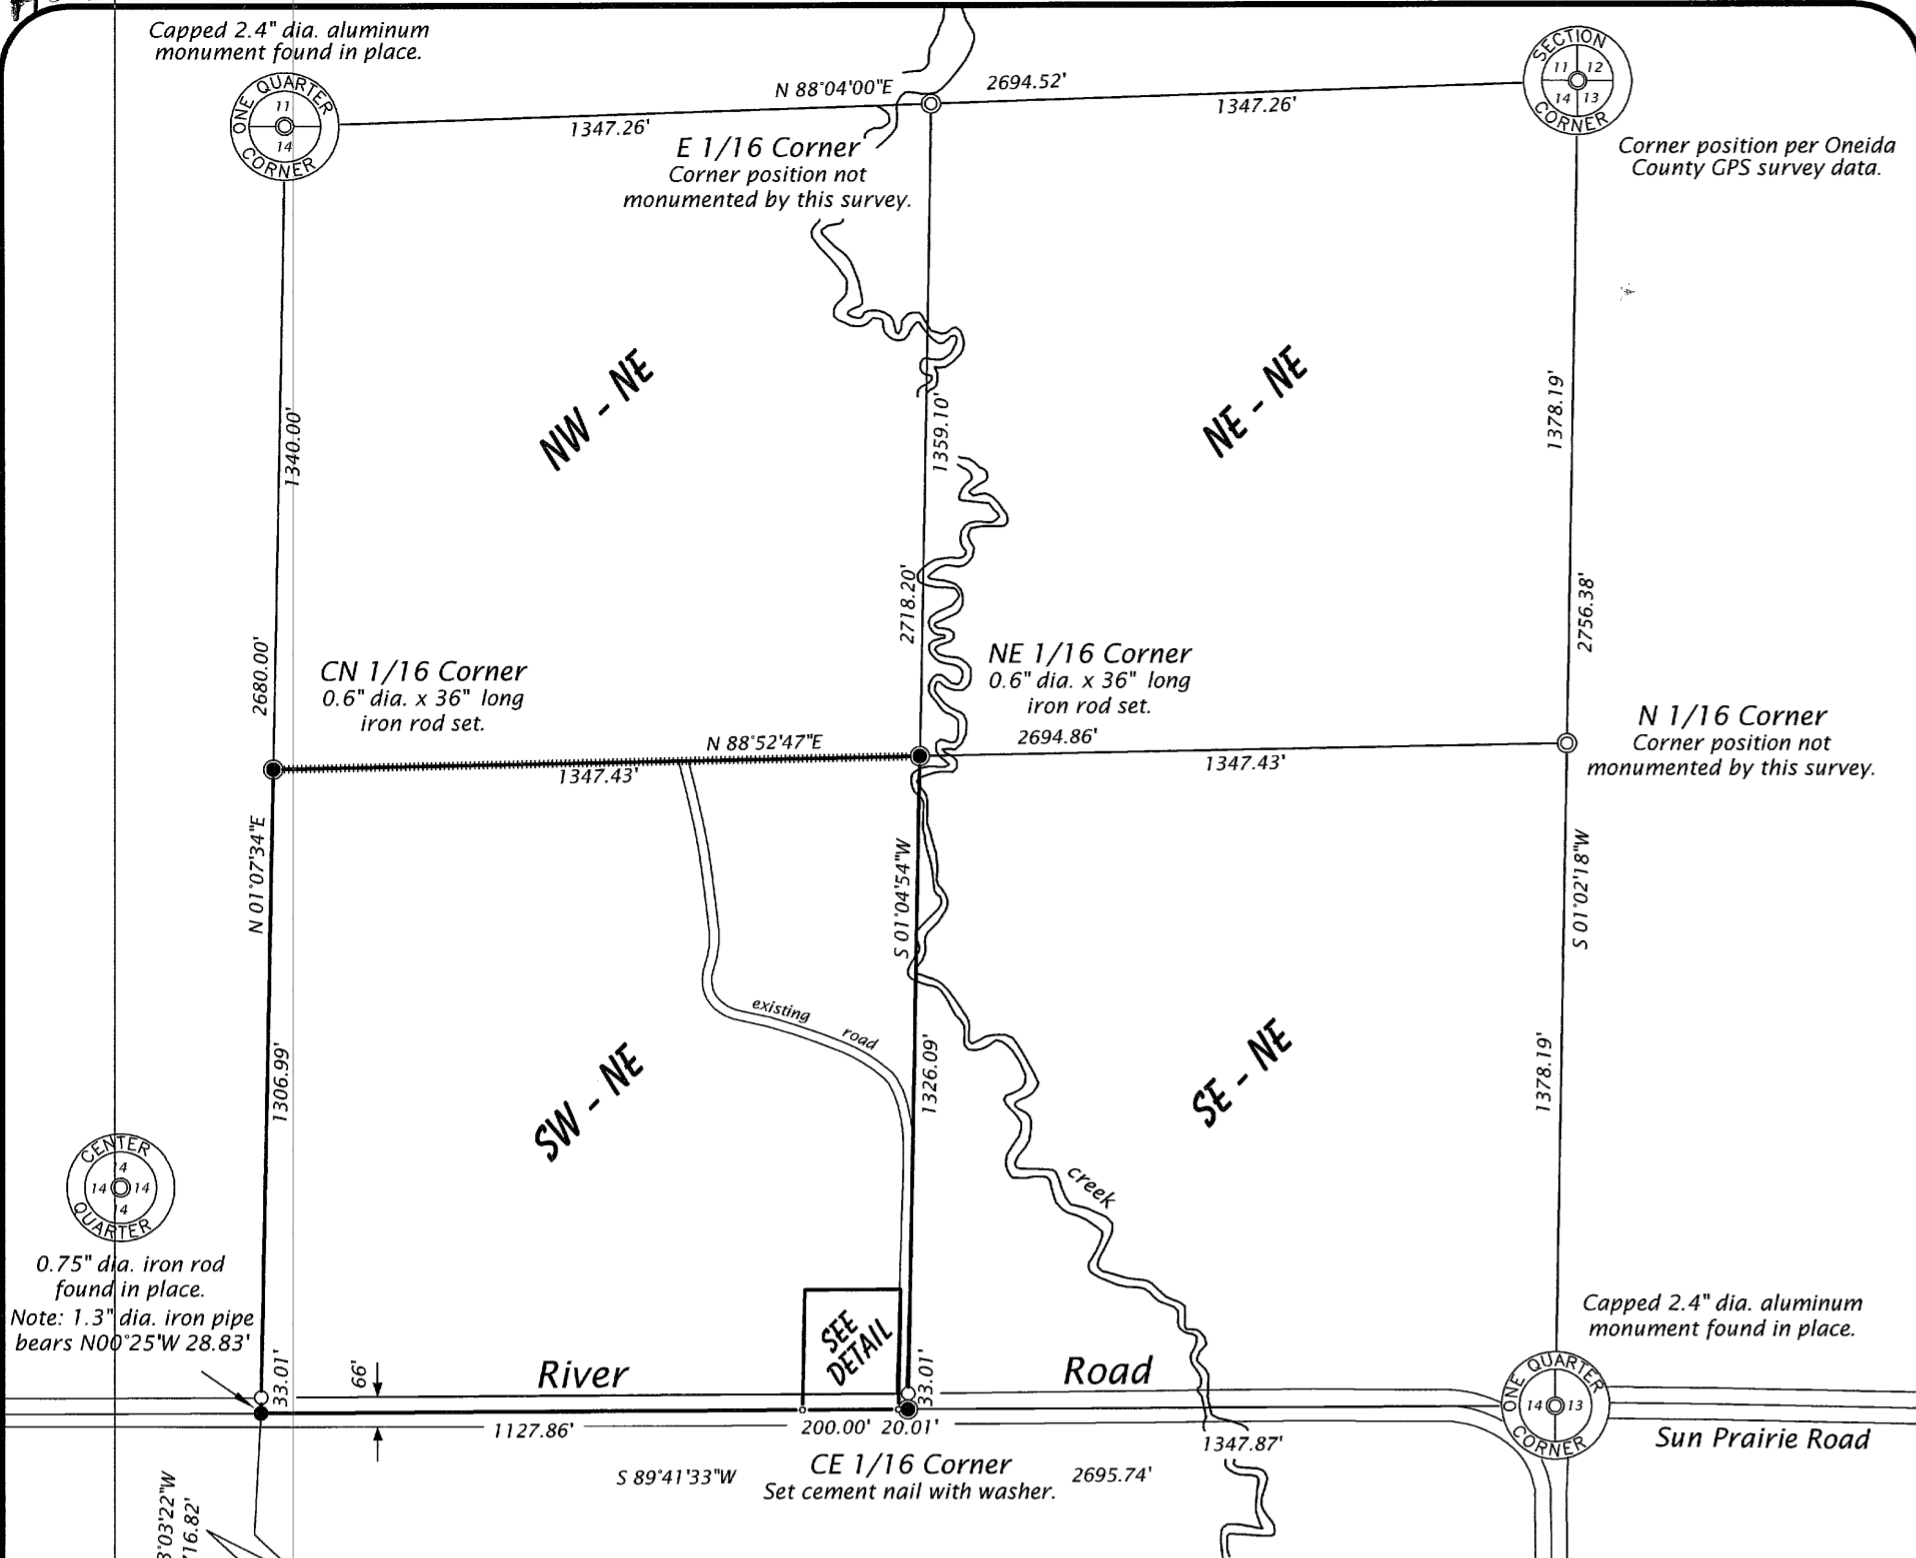 Capped 2.4" dia. aluminum
monument found in place.
ONE QUARTER
11
14
CORNER
N 88°04'00"E
2694.52'
1347.26'
1347.26'
SECTION
11 12
14 13
CORNER
Corner position per Oneida
County GPS survey data.
E 1/16 Corner
Corner position not
monumented by this survey.
NW - NE
NE - NE
1340.00'
1359.10'
1378.19'
2680.00'
2718.20'
2756.38'
CN 1/16 Corner
0.6" dia. x 36" long
iron rod set.
NE 1/16 Corner
0.6" dia. x 36" long
iron rod set.
N 1/16 Corner
Corner position not
monumented by this survey.
N 88°52'47"E
2694.86'
1347.43'
1347.43'
N 01°07'34"E
S 01°04'54"W
S 01°02'18"W
existing
road
1306.99'
1326.09'
1378.19'
SW - NE
SE - NE
creek
CENTER
14
14 14
14
QUARTER
0.75" dia. iron rod
found in place.
Note: 1.3" dia. iron pipe
bears N00°25'W 28.83'
Capped 2.4" dia. aluminum
monument found in place.
SEE
DETAIL
33.01'
66'
River
33.01'
Road
ONE QUARTER
14 13
CORNER
Sun Prairie Road
1127.86'
200.00'
20.01'
1347.87'
S 89°41'33"W
CE 1/16 Corner
Set cement nail with washer.
2695.74'
3°03'22"W
716.82'